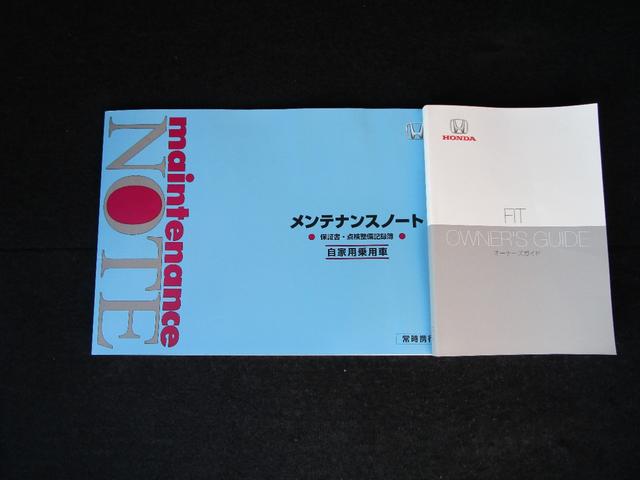 maintenance
NOTE
メンテナンスノート
保証書・点検整備記録簿
自家用乗用車
常時携行
HONDA
FIT
OWNER'S GUIDE
オーナーズガイド